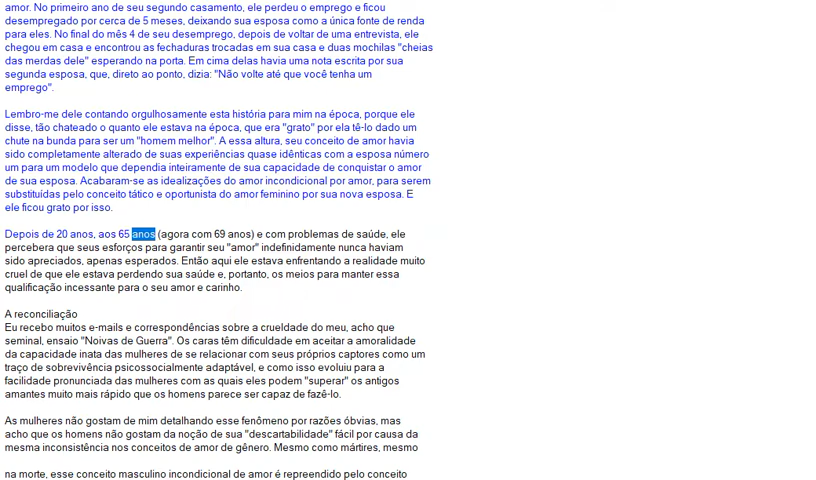 amor. No primeiro ano de seu segundo casamento, ele perdeu o emprego e ficou
desempregado por cerca de 5 meses, deixando sua esposa como a única fonte de renda
para eles. No final do mês 4 de seu desemprego, depois de voltar de uma entrevista, ele
chegou em casa e encontrou as fechaduras trocadas em sua casa e duas mochilas "cheias
das merdas dele" esperando na porta. Em cima delas havia uma nota escrita por sua
segunda esposa, que, direto ao ponto, dizia: "Não volte até que você tenha um
emprego".
Lembro-me dele contando orgulhosamente esta história para mim na época, porque ele
disse, tão chateado o quanto ele estava na época, que era "grato" por ela tê-lo dado um
chute na bunda para ser um "homem melhor". A essa altura, seu conceito de amor havia
sido completamente alterado de suas experiências quase idênticas com a esposa número
um para um modelo que dependia inteiramente de sua capacidade de conquistar o amor
de sua esposa. Acabaram-se as idealizações do amor incondicional por amor, para serem
substituídas pelo conceito tático e oportunista do amor feminino por sua nova esposa. E
ele ficou grato por isso.
Depois de 20 anos, aos 65 anos (agora com 69 anos) e com problemas de saúde, ele
percebera que seus esforços para garantir seu "amor" indefinidamente nunca haviam
sido apreciados, apenas esperados. Então aqui ele estava enfrentando a realidade muito
cruel de que ele estava perdendo sua saúde e, portanto, os meios para manter essa
qualificação incessante para o seu amor e carinho.
A reconciliação
Eu recebo muitos e-mails e correspondências sobre a crueldade do meu, acho que
seminal, ensaio "Noivas de Guerra". Os caras têm dificuldade em aceitar a amoralidade
da capacidade inata das mulheres de se relacionar com seus próprios captores como um
traço de sobrevivência psicossocialmente adaptável, e como isso evoluiu para a
facilidade pronunciada das mulheres com as quais eles podem "superar" os antigos
amantes muito mais rápido que os homens parece ser capaz de fazê-lo.
As mulheres não gostam de mim detalhando esse fenômeno por razões óbvias, mas
acho que os homens não gostam da noção de sua "descartabilidade" fácil por causa da
mesma inconsistência nos conceitos de amor de gênero. Mesmo como mártires, mesmo
na morte, esse conceito masculino incondicional de amor é repreendido pelo conceito